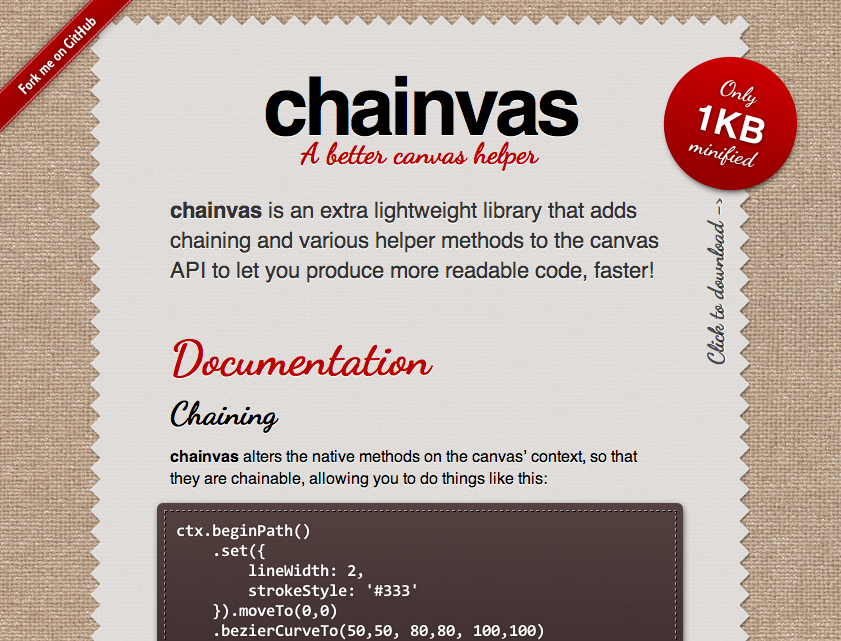 Fork me on GitHub
chainvas
A better canvas helper
Only
1KB
minified
Click to download ->
chainvas is an extra lightweight library that adds
chaining and various helper methods to the canvas
API to let you produce more readable code, faster!
Documentation
Chaining
chainvas alters the native methods on the canvas’ context, so that
they are chainable, allowing you to do things like this:
ctx.beginPath()
    .set({
        lineWidth: 2,
        strokeStyle: '#333'
    }).moveTo(0,0)
    .bezierCurveTo(50,50, 80,80, 100,100)